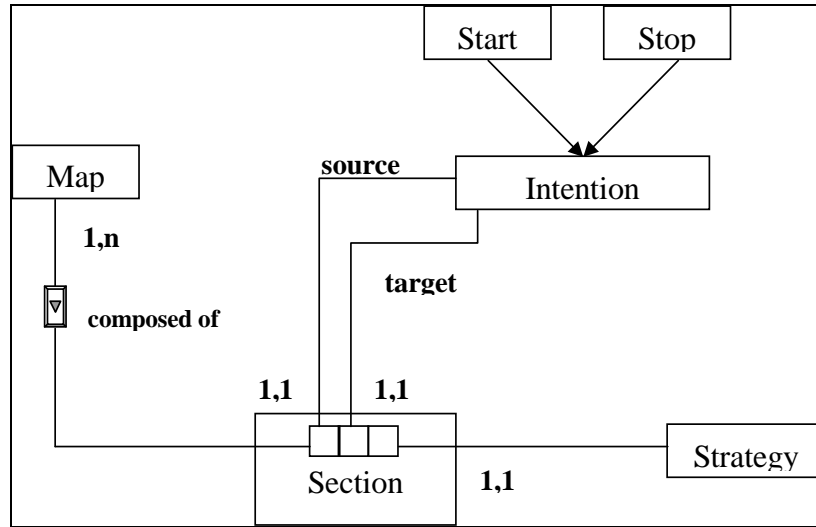 Start
Stop
Map
source
Intention
1,n
target
composed of
1,1
1,1
Section
1,1
Strategy